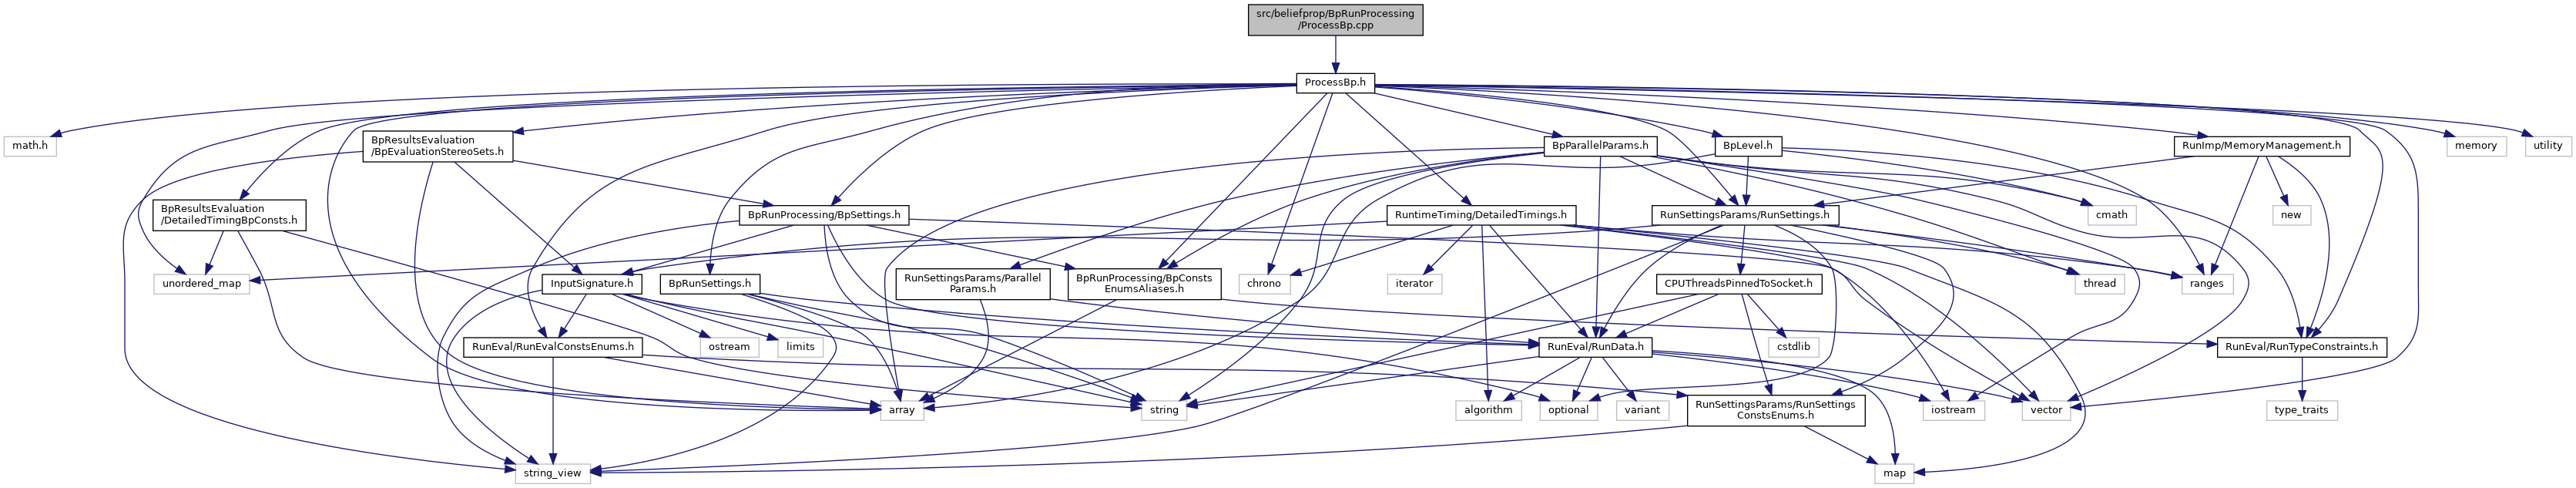 src/beliefprop/BpRunProcessing
/ProcessBp.cpp
ProcessBp.h
math.h
BpResultsEvaluation
/BpEvaluationStereoSets.h
BpParallelParams.h
BpLevel.h
RunImp/MemoryManagement.h
memory
utility
BpResultsEvaluation
/DetailedTimingBpConsts.h
BpRunProcessing/BpSettings.h
RuntimeTiming/DetailedTimings.h
RunSettingsParams/RunSettings.h
cmath
new
unordered_map
InputSignature.h
BpRunSettings.h
RunSettingsParams/Parallel
Params.h
BpRunProcessing/BpConsts
EnumsAliases.h
chrono
iterator
CPUThreadsPinnedToSocket.h
thread
ranges
RunEval/RunEvalConstsEnums.h
ostream
limits
RunEval/RunData.h
cstdlib
RunEval/RunTypeConstraints.h
array
string
algorithm
optional
variant
RunSettingsParams/RunSettings
ConstsEnums.h
iostream
vector
type_traits
string_view
map